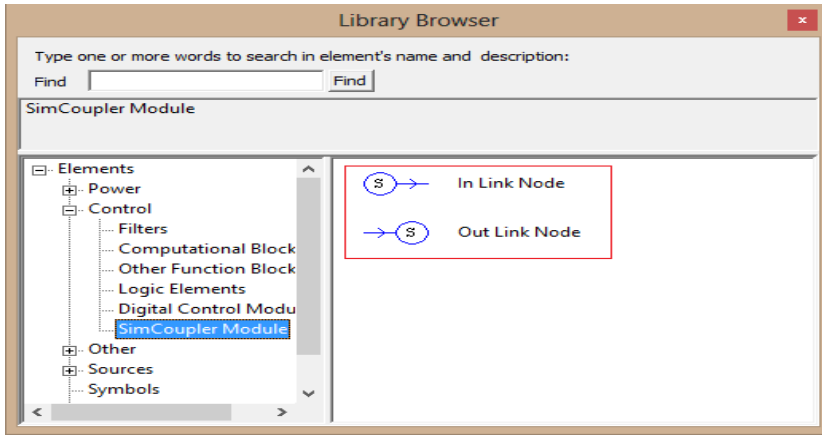 Library Browser
x
Type one or more words to search in element's name and description:
Find
Find
SimCoupler Module
Elements
Power
Control
Filters
Computational Block
Other Function Block
Logic Elements
Digital Control Modu
SimCoupler Module
Other
Sources
Symbols
S
In Link Node
S
Out Link Node